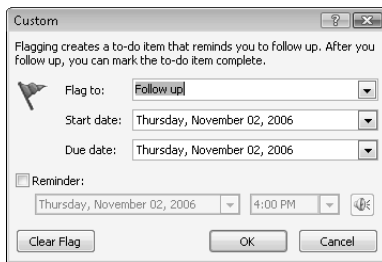 Custom
Flagging creates a to-do item that reminds you to follow up. After you
follow up, you can mark the to-do item complete.
Flag to: Follow up
Start date: Thursday, November 02, 2006
Due date: Thursday, November 02, 2006
Reminder:
Thursday, November 02, 2006 4:00 PM
Clear Flag OK Cancel